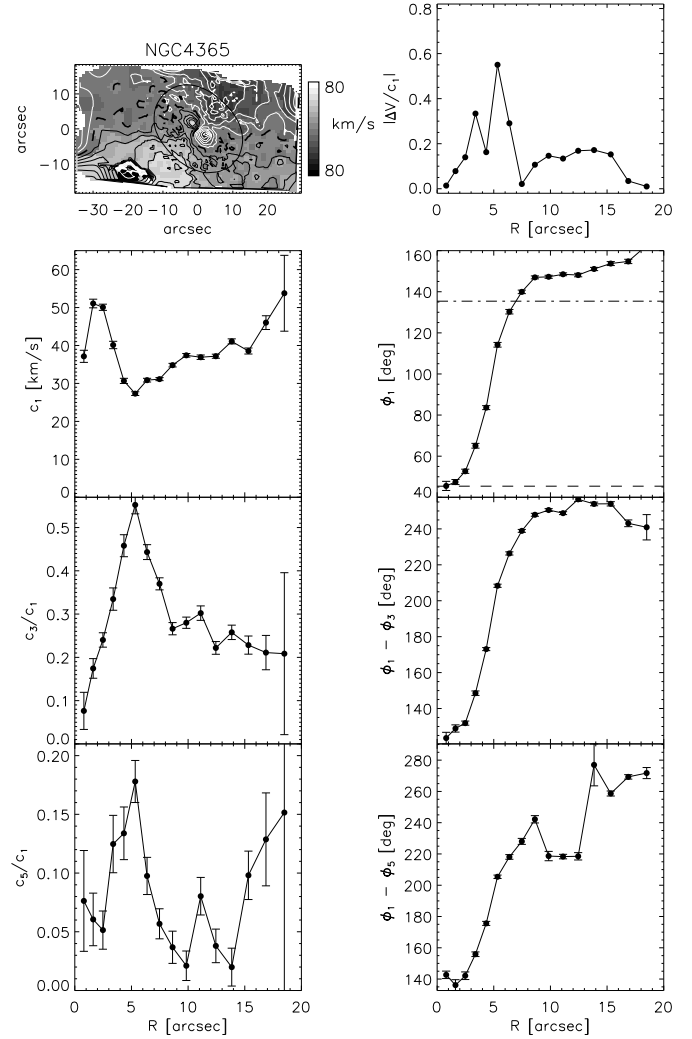 NGC4365
arcsec
10
0
−10
−30 −20 −10 0 10 20
arcsec
80
km/s
80
|ΔV/c₁|
0.8
0.6
0.4
0.2
0.0
0 5 10 15 20
R [arcsec]
c₁ [km/s]
60
50
40
30
20
10
0
ϕ₁ [deg]
160
140
120
100
80
60
40
c₃/c₁
0.5
0.4
0.3
0.2
0.1
0.0
ϕ₁ − ϕ₃ [deg]
240
220
200
180
160
140
c₅/c₁
0.20
0.15
0.10
0.05
0.00
0 5 10 15 20
R [arcsec]
ϕ₁ − ϕ₅ [deg]
280
260
240
220
200
180
160
140
0 5 10 15 20
R [arcsec]